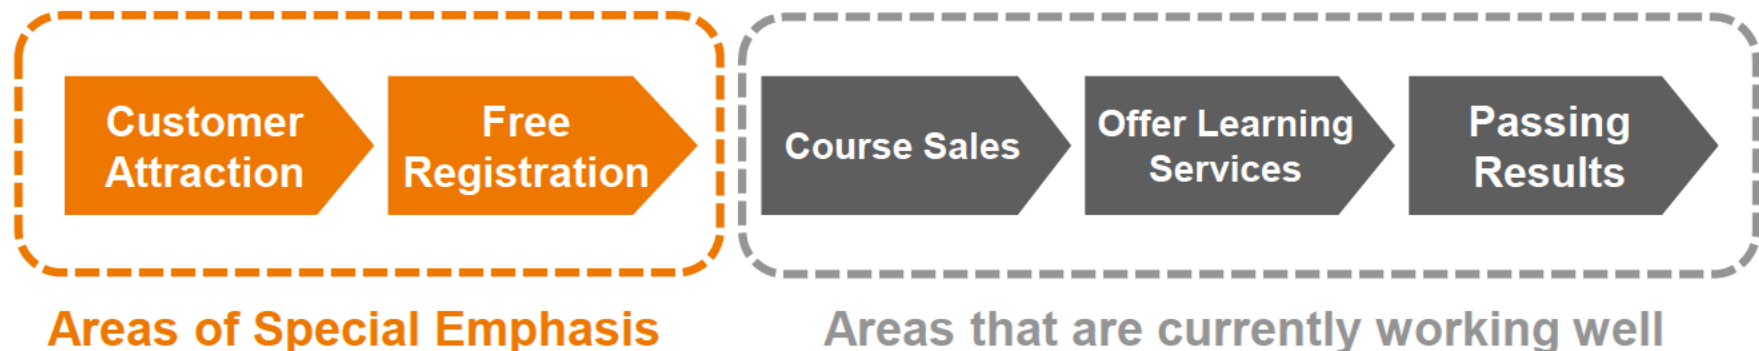 Customer
Attraction
Free
Registration
Course Sales
Offer Learning
Services
Passing
Results
Areas of Special Emphasis
Areas that are currently working well